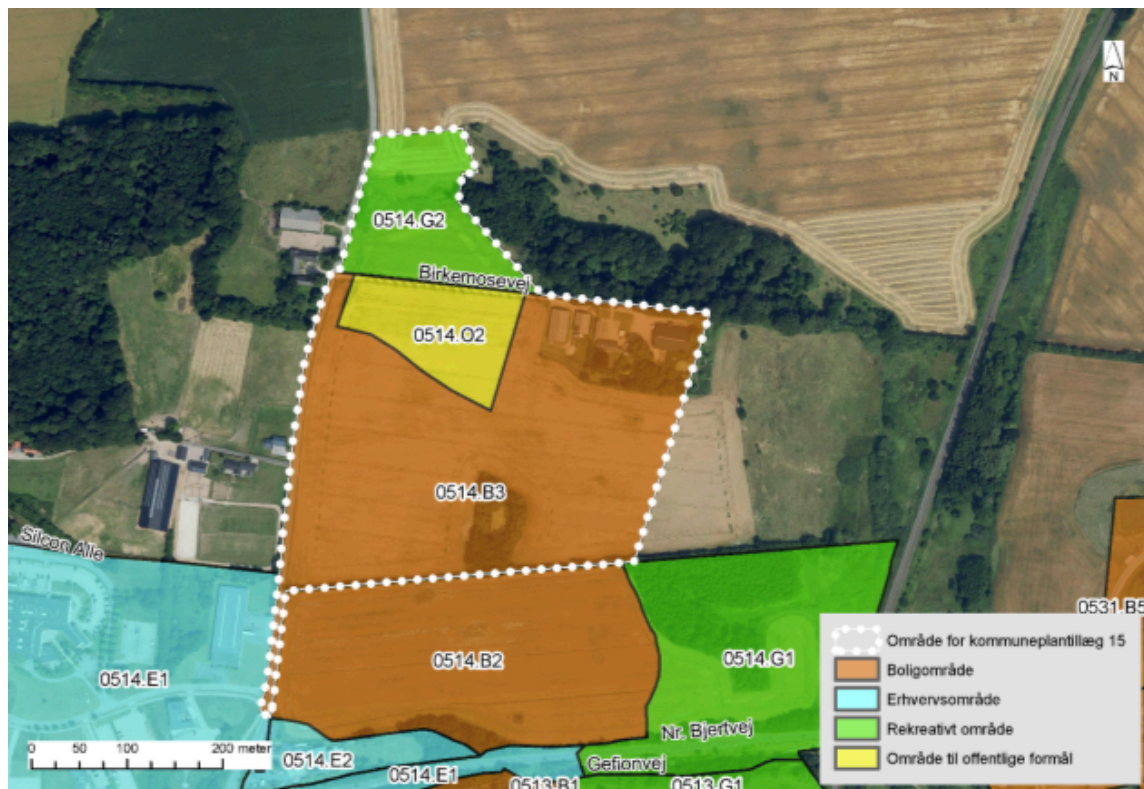 N
0514.G2
Birkemosevej
0514.O2
0514.B3
Silcon Alle
0531.B5
0514.E1
0514.B2
0514.G1
Nr. Bjertvej
0514.E2
0514.E1
Gefionvej
0513.B1
0513.G1
0 50 100 200 meter
Område for kommuneplantillæg 15
Boligområde
Erhvervsområde
Rekreativt område
Område til offentlige formål